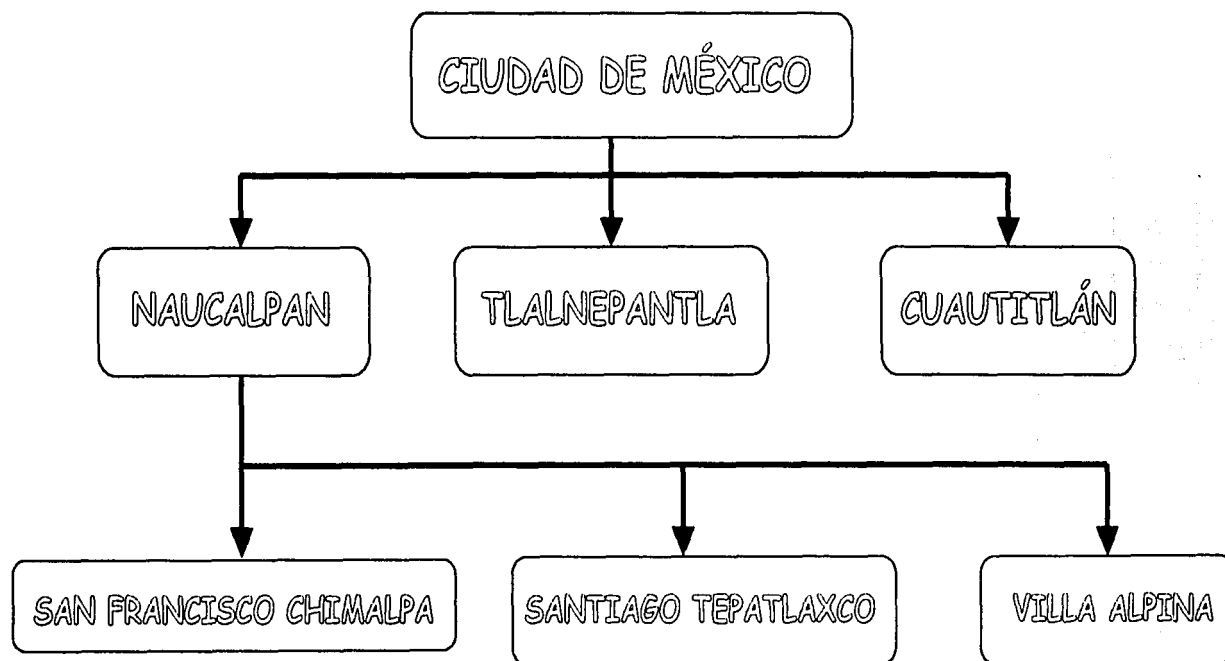 CIUDAD DE MÉXICO
NAUCALPAN
TLALNEPANTLA
CUAUTITLÁN
SAN FRANCISCO CHIMALPA
SANTIAGO TEPATLAXCO
VILLA ALPINA